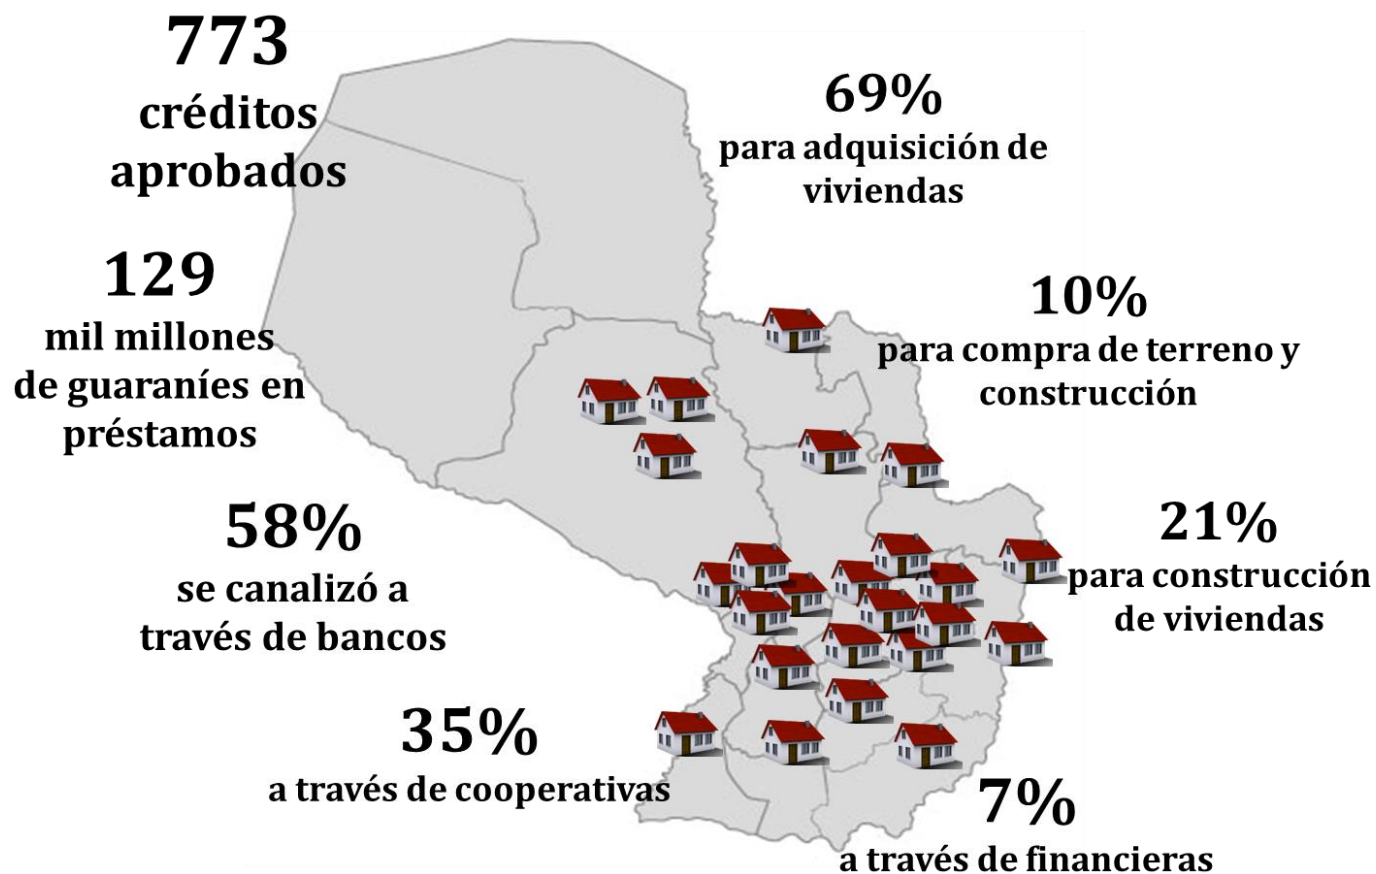 773
créditos
aprobados
69%
para adquisición de
viviendas
129
mil millones
de guaraníes en
préstamos
10%
para compra de terreno y
construcción
58%
se canalizó a
través de bancos
21%
para construcción
de viviendas
35%
a través de cooperativas
7%
a través de financieras